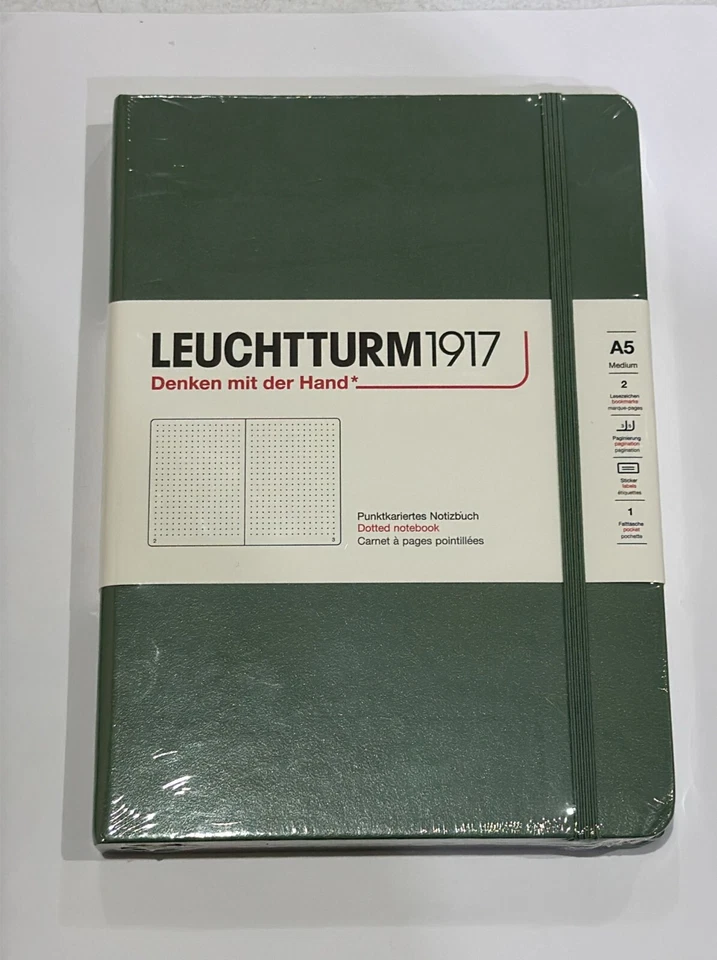 LEUCHTTURM1917
Denken mit der Hand*
2
3
Punktkariertes Notizbuch
Dotted notebook
Carnet à pages pointillées
A5
Medium
2
Lesezeichen
bookmarks
marque-pages
Paginierung
pagination
pagination
Sticker
labels
étiquettes
1
Falttasche
pocket
pochette